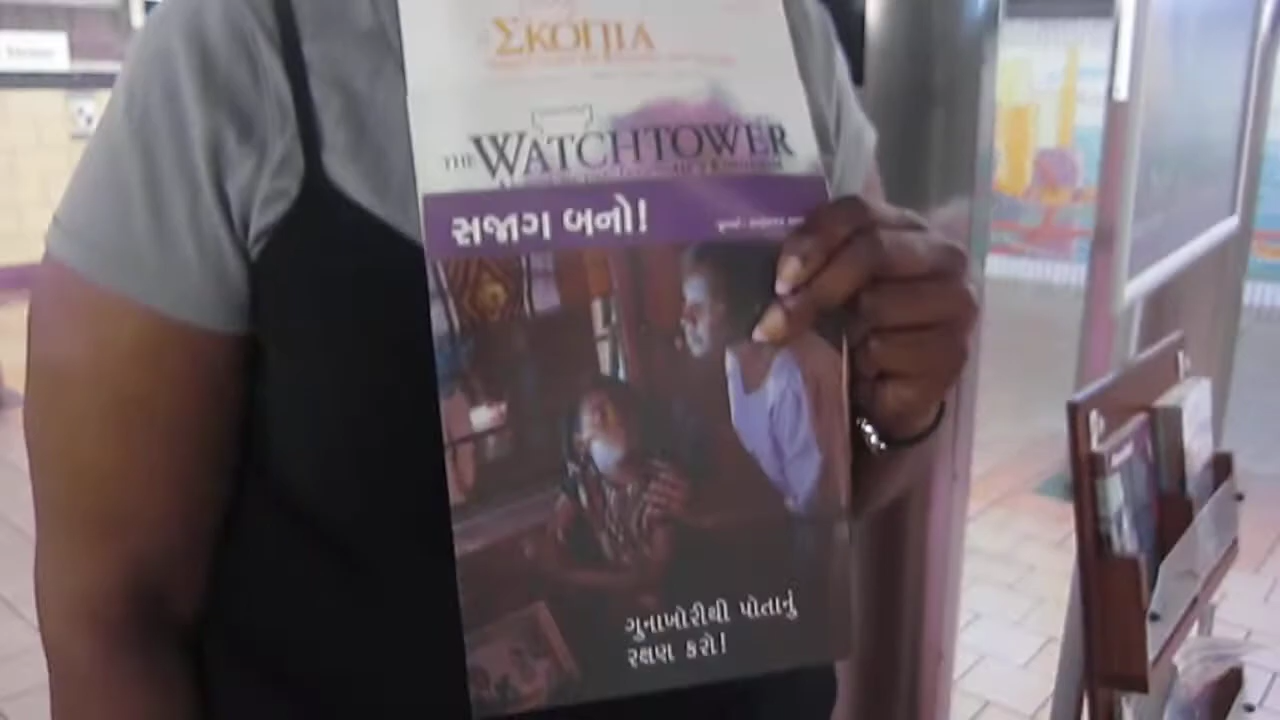 ΣΚΟΠΙΑ
THE WATCHTOWER
સજાગ બનો!
ગુનાખોરીથી પોતાનું
રક્ષણ કરો!